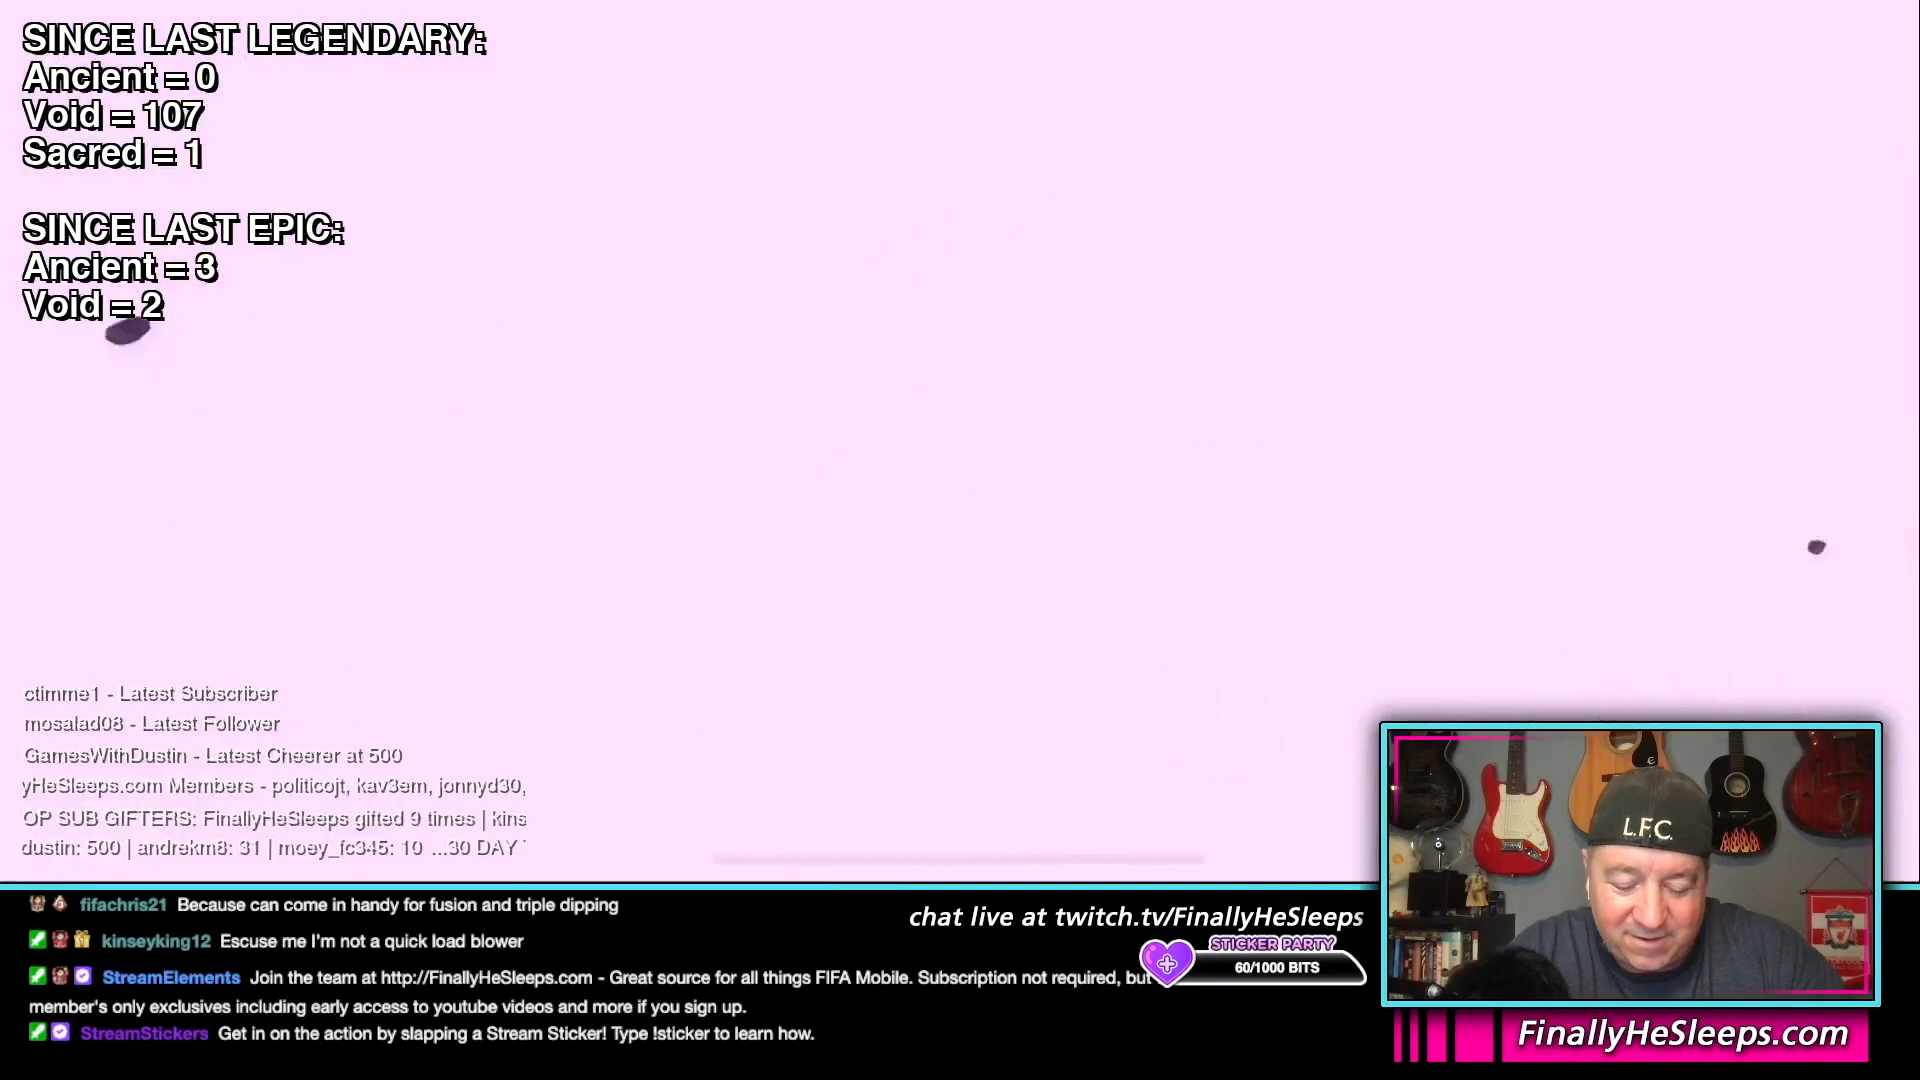 SINCE LAST LEGENDARY:
Ancient = 0
Void = 107
Sacred = 1
SINCE LAST EPIC:
Ancient = 3
Void = 2
ctimme1 - Latest Subscriber
mosalad08 - Latest Follower
GamesWithDustin - Latest Cheerer at 500
yHeSleeps.com Members - politicojt, kav3em, jonnyd30,
OP SUB GIFTERS: FinallyHeSleeps gifted 9 times | kins
dustin: 500 | andrekm8: 31 | moey_fc345: 10 ...30 DAY
fifachris21 Because can come in handy for fusion and triple dipping
kinseyking12 Escuse me I'm not a quick load blower
StreamElements Join the team at http://FinallyHeSleeps.com - Great source for all things FIFA Mobile. Subscription not required, but
member's only exclusives including early access to youtube videos and more if you sign up.
StreamStickers Get in on the action by slapping a Stream Sticker! Type !sticker to learn how.
chat live at twitch.tv/FinallyHeSleeps
STICKER PARTY
60/1000 BITS
L.F.C.
FinallyHeSleeps.com